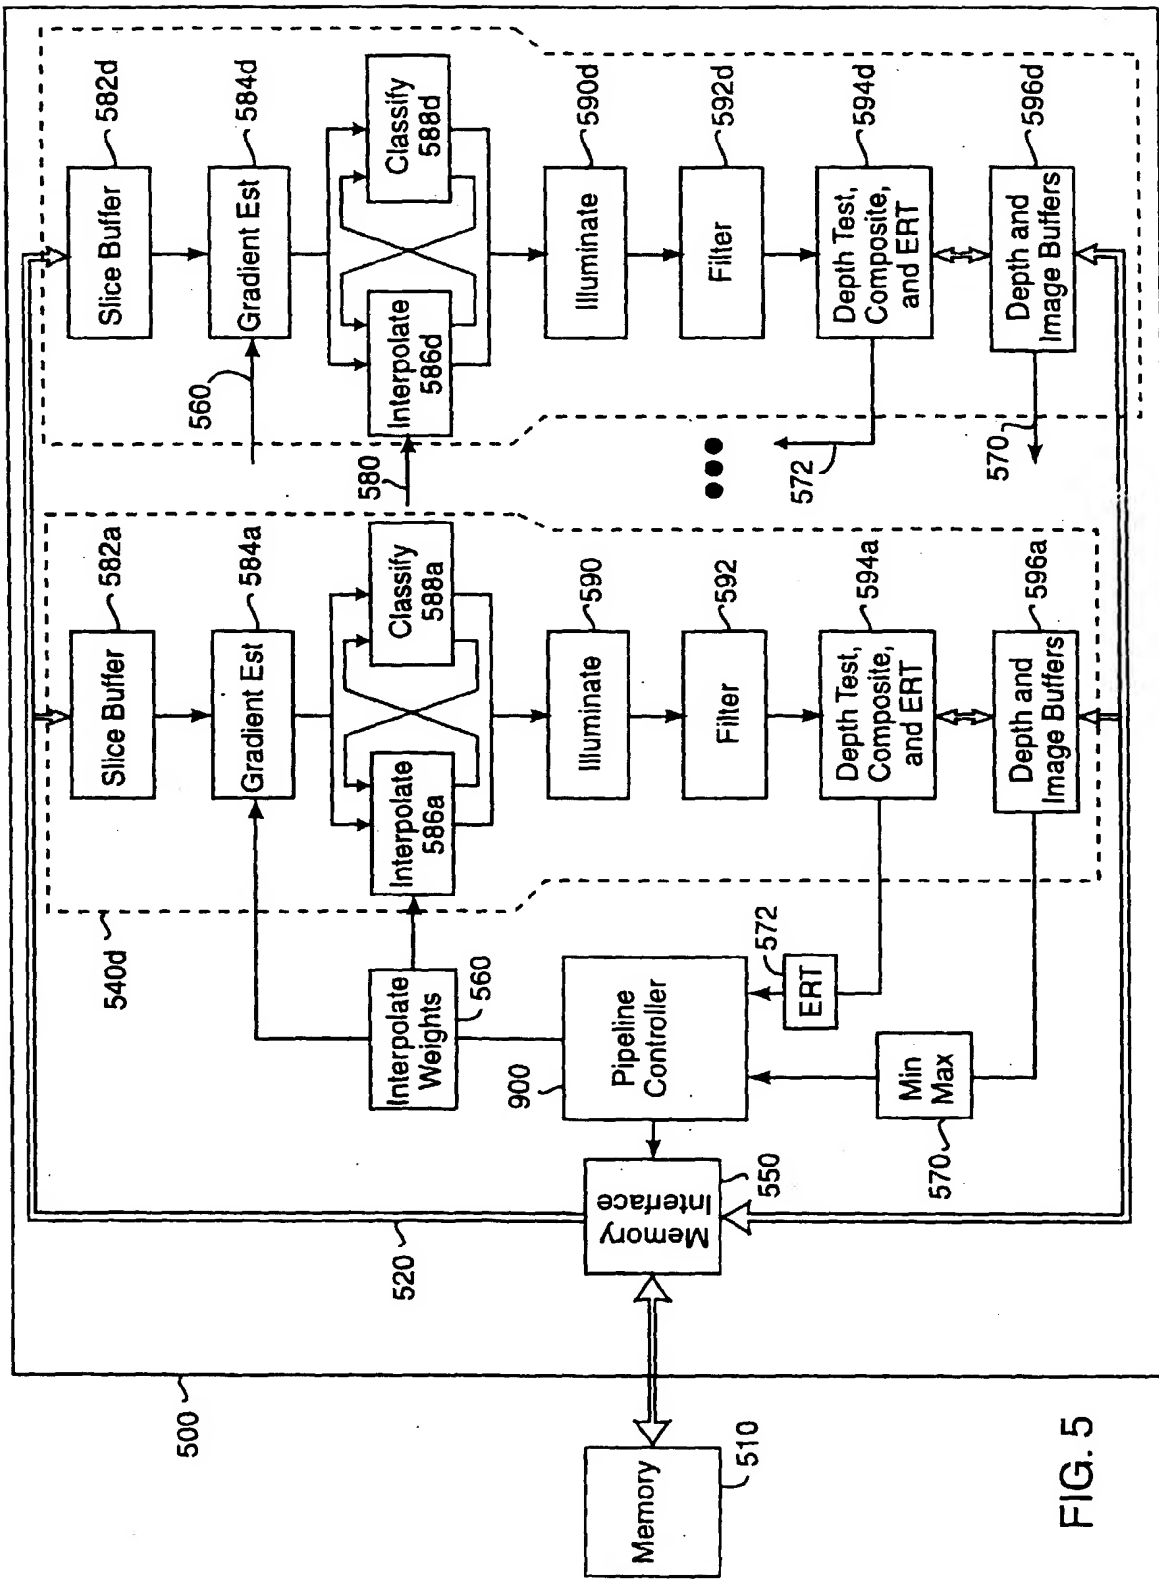 582d
Slice Buffer
584d
Gradient Est
560
Classify
588d
Interpolate
586d
580
590d
Illuminate
592d
Filter
594d
Depth Test,
Composite,
and ERT
572
596d
Depth and
Image Buffers
570
582a
Slice Buffer
584a
Gradient Est
Classify
588a
Interpolate
586a
590
Illuminate
592
Filter
594a
Depth Test,
Composite,
and ERT
596a
Depth and
Image Buffers
540d
Interpolate
Weights
560
900
Pipeline
Controller
572
ERT
Min
Max
570
520
Memory
Interface
550
500
Memory
510
FIG. 5